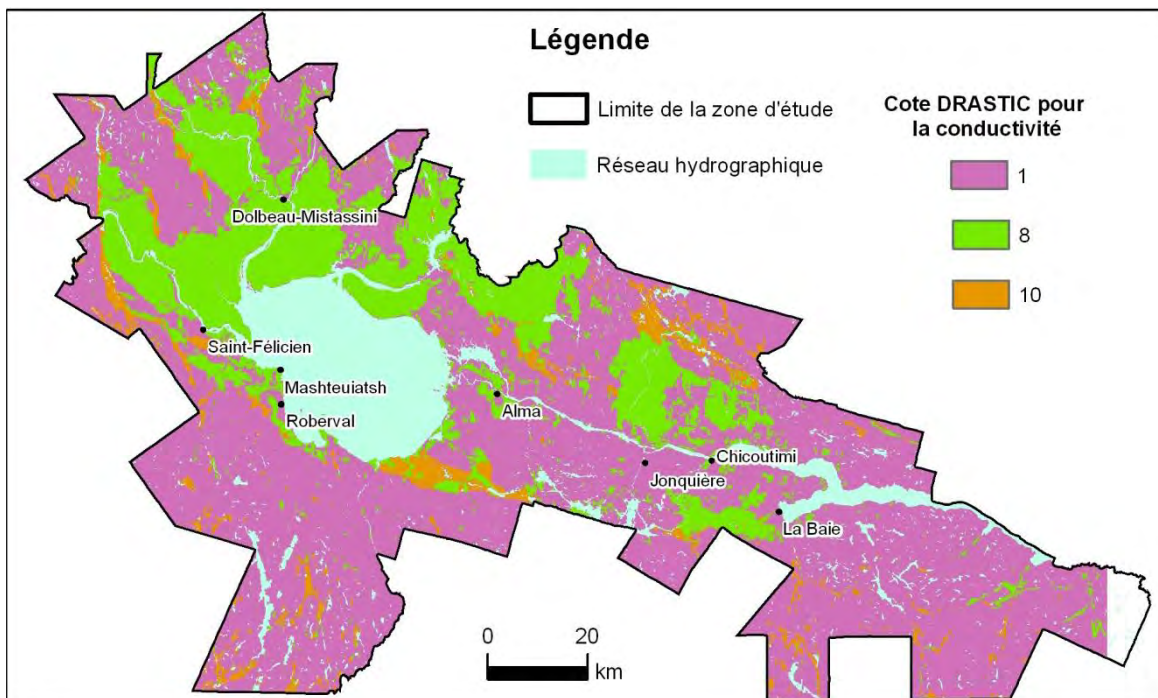 Légende
Limite de la zone d'étude
Réseau hydrographique
Cote DRASTIC pour
la conductivité
1
8
10
Dolbeau-Mistassini
Saint-Félicien
Mashteuiatsh
Roberval
Alma
Chicoutimi
Jonquière
La Baie
0 20
km